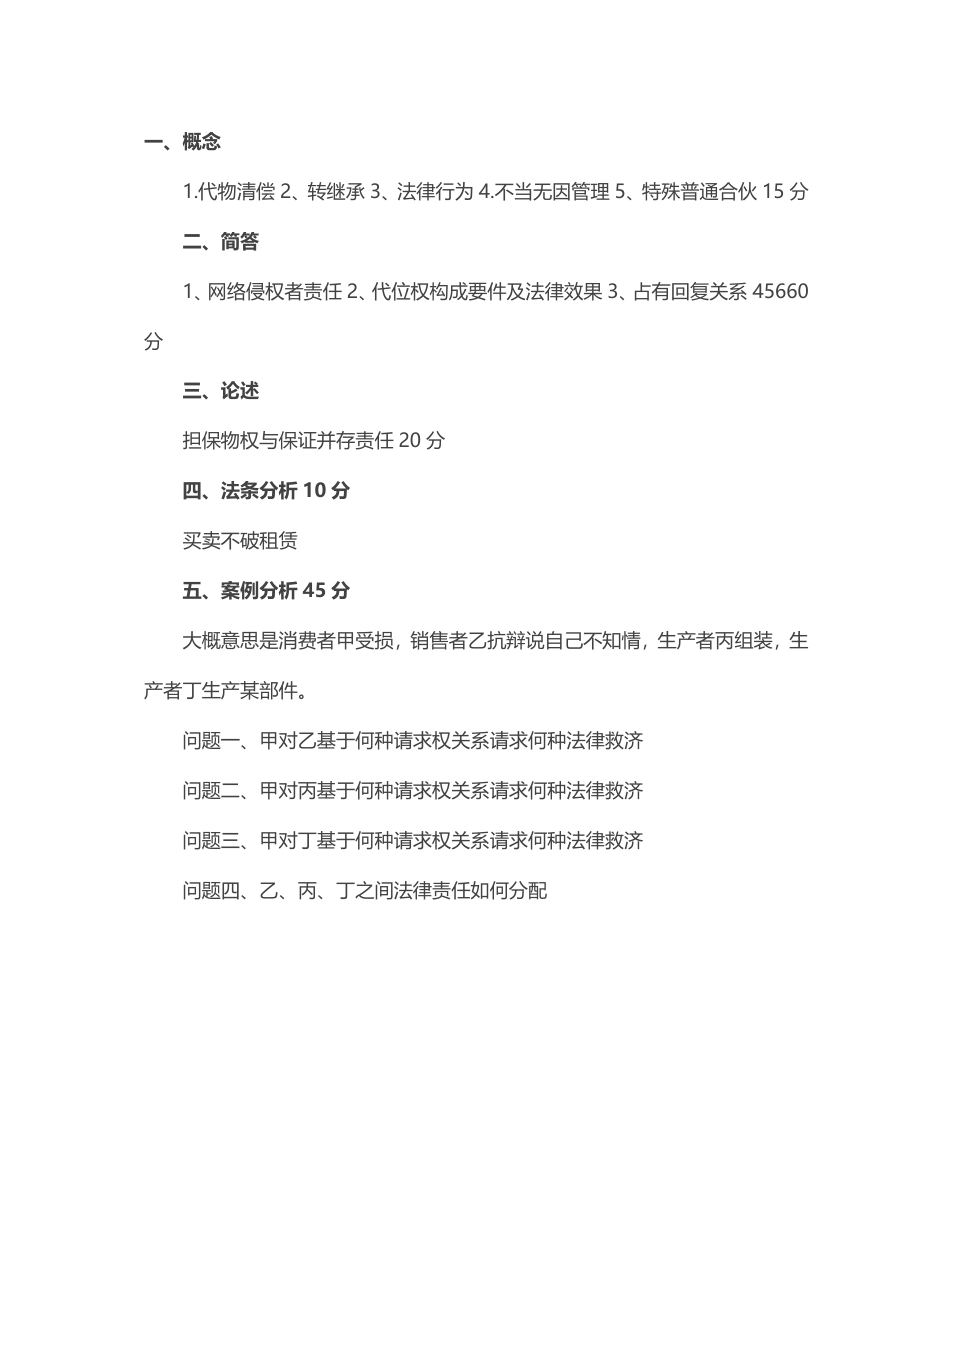 一、概念
1.代物清偿 2、转继承 3、法律行为 4.不当无因管理 5、特殊普通合伙 15 分
二、简答
1、网络侵权者责任 2、代位权构成要件及法律效果 3、占有回复关系 45660
分
三、论述
担保物权与保证并存责任 20 分
四、法条分析 10 分
买卖不破租赁
五、案例分析 45 分
大概意思是消费者甲受损，销售者乙抗辩说自己不知情，生产者丙组装，生
产者丁生产某部件。
问题一、甲对乙基于何种请求权关系请求何种法律救济
问题二、甲对丙基于何种请求权关系请求何种法律救济
问题三、甲对丁基于何种请求权关系请求何种法律救济
问题四、乙、丙、丁之间法律责任如何分配